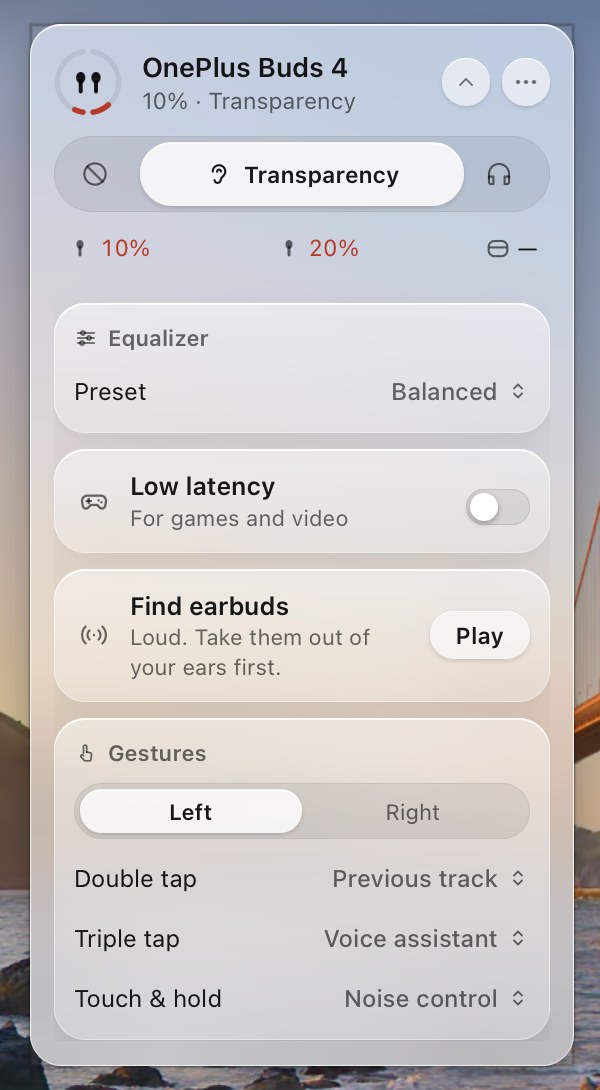 OnePlus Buds 4
10% · Transparency
Transparency
10%
20%
—
Equalizer
Preset
Balanced
Low latency
For games and video
Find earbuds
Loud. Take them out of
your ears first.
Play
Gestures
Left
Right
Double tap
Previous track
Triple tap
Voice assistant
Touch & hold
Noise control